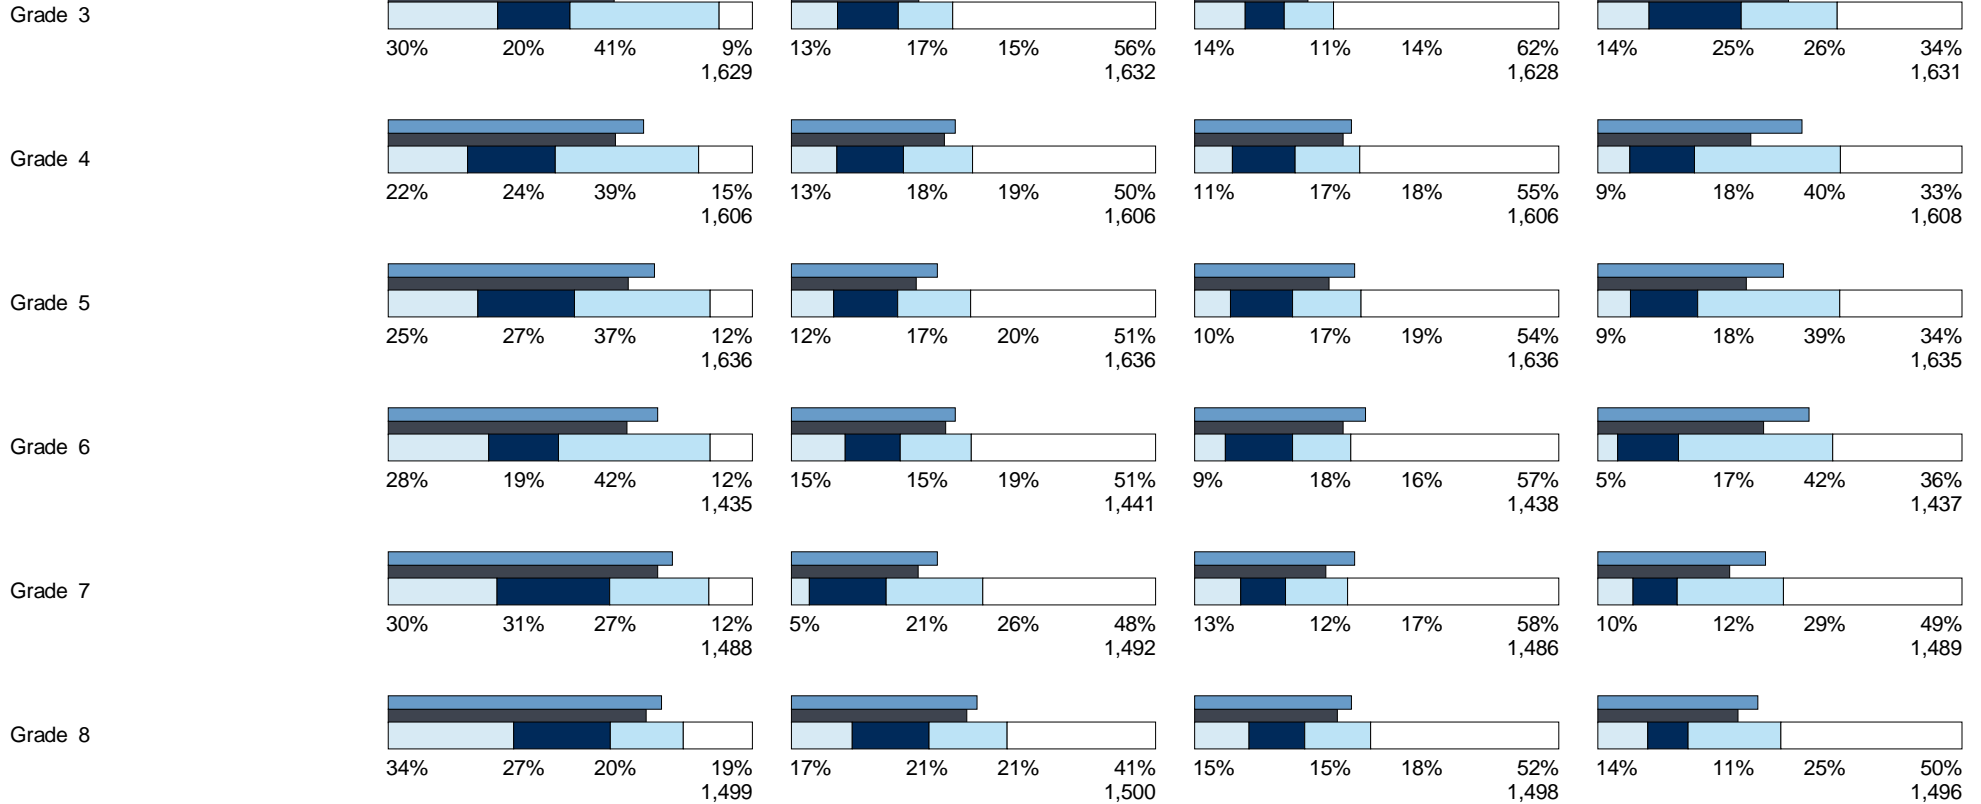 Grade 3
30% 20% 41% 9% 13% 17% 15% 56% 14% 11% 14% 62% 14% 25% 26% 34%
1,629 1,632 1,628 1,631
Grade 4
22% 24% 39% 15% 13% 18% 19% 50% 11% 17% 18% 55% 9% 18% 40% 33%
1,606 1,606 1,606 1,608
Grade 5
25% 27% 37% 12% 12% 17% 20% 51% 10% 17% 19% 54% 9% 18% 39% 34%
1,636 1,636 1,636 1,635
Grade 6
28% 19% 42% 12% 15% 15% 19% 51% 9% 18% 16% 57% 5% 17% 42% 36%
1,435 1,441 1,438 1,437
Grade 7
30% 31% 27% 12% 5% 21% 26% 48% 13% 12% 17% 58% 10% 12% 29% 49%
1,488 1,492 1,486 1,489
Grade 8
34% 27% 20% 19% 17% 21% 21% 41% 15% 15% 18% 52% 14% 11% 25% 50%
1,499 1,500 1,498 1,496